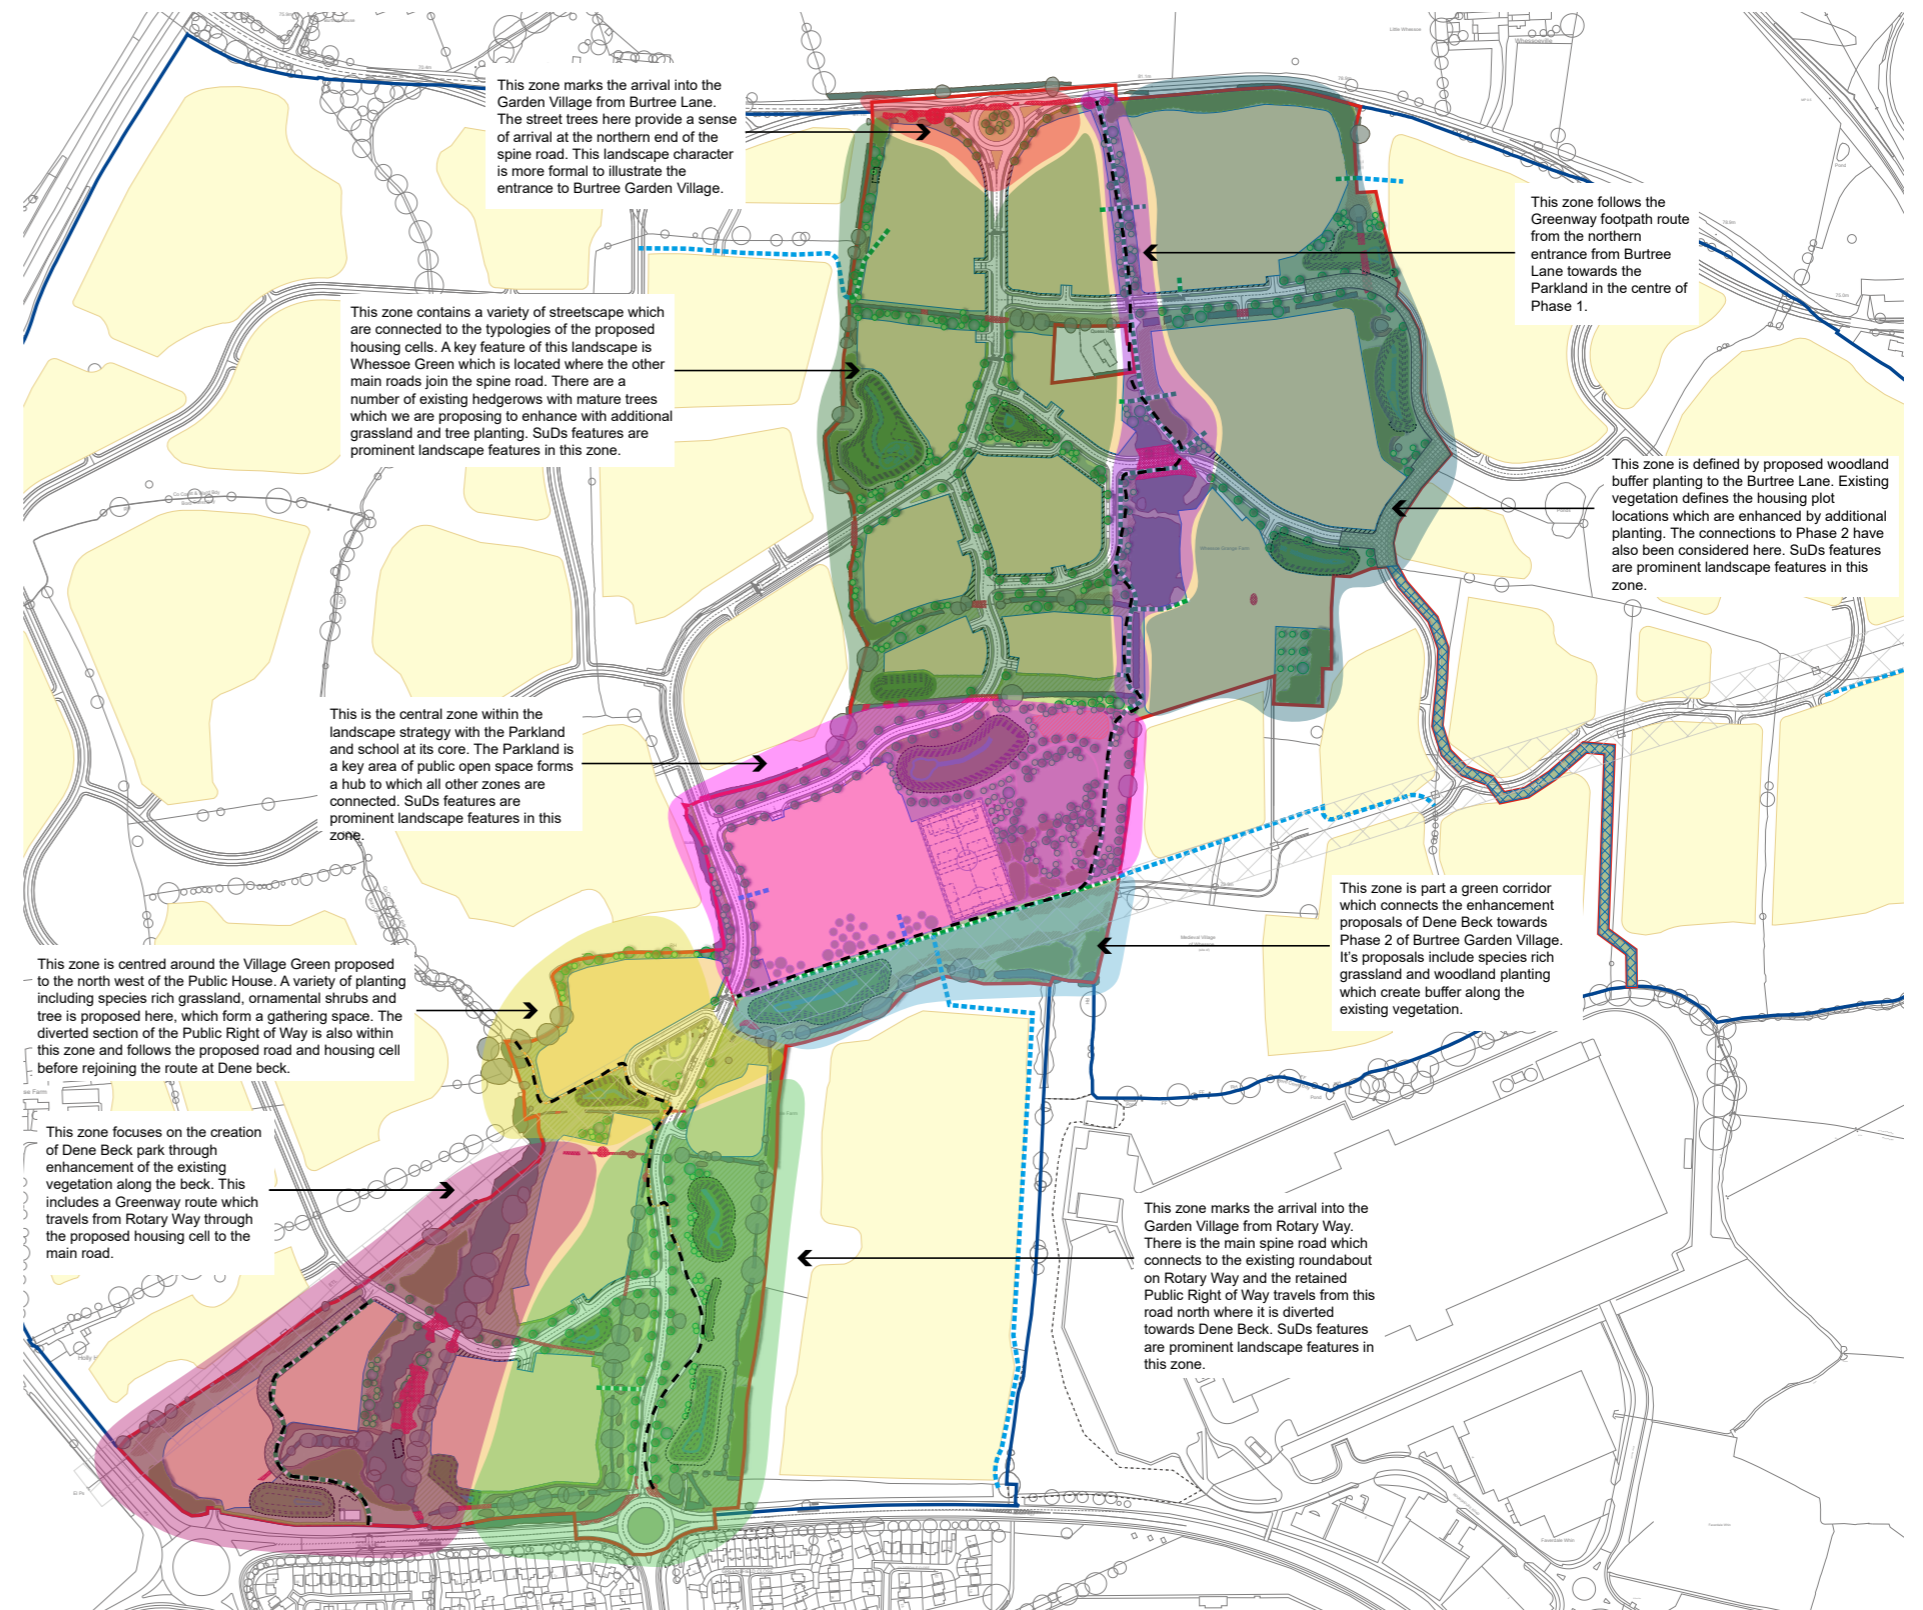 This zone marks the arrival into the
Garden Village from Burtree Lane.
The street trees here provide a sense
of arrival at the northern end of the
spine road. This landscape character
is more formal to illustrate the
entrance to Burtree Garden Village.
This zone follows the
Greenway footpath route
from the northern
entrance from Burtree
Lane towards the
Parkland in the centre of
Phase 1.
This zone contains a variety of streetscape which
are connected to the typologies of the proposed
housing cells. A key feature of this landscape is
Whessoe Green which is located where the other
main roads join the spine road. There are a
number of existing hedgerows with mature trees
which we are proposing to enhance with additional
grassland and tree planting. SuDs features are
prominent landscape features in this zone.
This zone is defined by proposed woodland
buffer planting to the Burtree Lane. Existing
vegetation defines the housing plot
locations which are enhanced by additional
planting. The connections to Phase 2 have
also been considered here. SuDs features
are prominent landscape features in this
zone.
This is the central zone within the
landscape strategy with the Parkland
and school at its core. The Parkland is
a key area of public open space forms
a hub to which all other zones are
connected. SuDs features are
prominent landscape features in this
zone.
This zone is part a green corridor
which connects the enhancement
proposals of Dene Beck towards
Phase 2 of Burtree Garden Village.
It's proposals include species rich
grassland and woodland planting
which create buffer along the
existing vegetation.
This zone is centred around the Village Green proposed
to the north west of the Public House. A variety of planting
including species rich grassland, ornamental shrubs and
tree is proposed here, which form a gathering space. The
diverted section of the Public Right of Way is also within
this zone and follows the proposed road and housing cell
before rejoining the route at Dene beck.
This zone focuses on the creation
of Dene Beck park through
enhancement of the existing
vegetation along the beck. This
includes a Greenway route which
travels from Rotary Way through
the proposed housing cell to the
main road.
This zone marks the arrival into the
Garden Village from Rotary Way.
There is the main spine road which
connects to the existing roundabout
on Rotary Way and the retained
Public Right of Way travels from this
road north where it is diverted
towards Dene Beck. SuDs features
are prominent landscape features in
this zone.